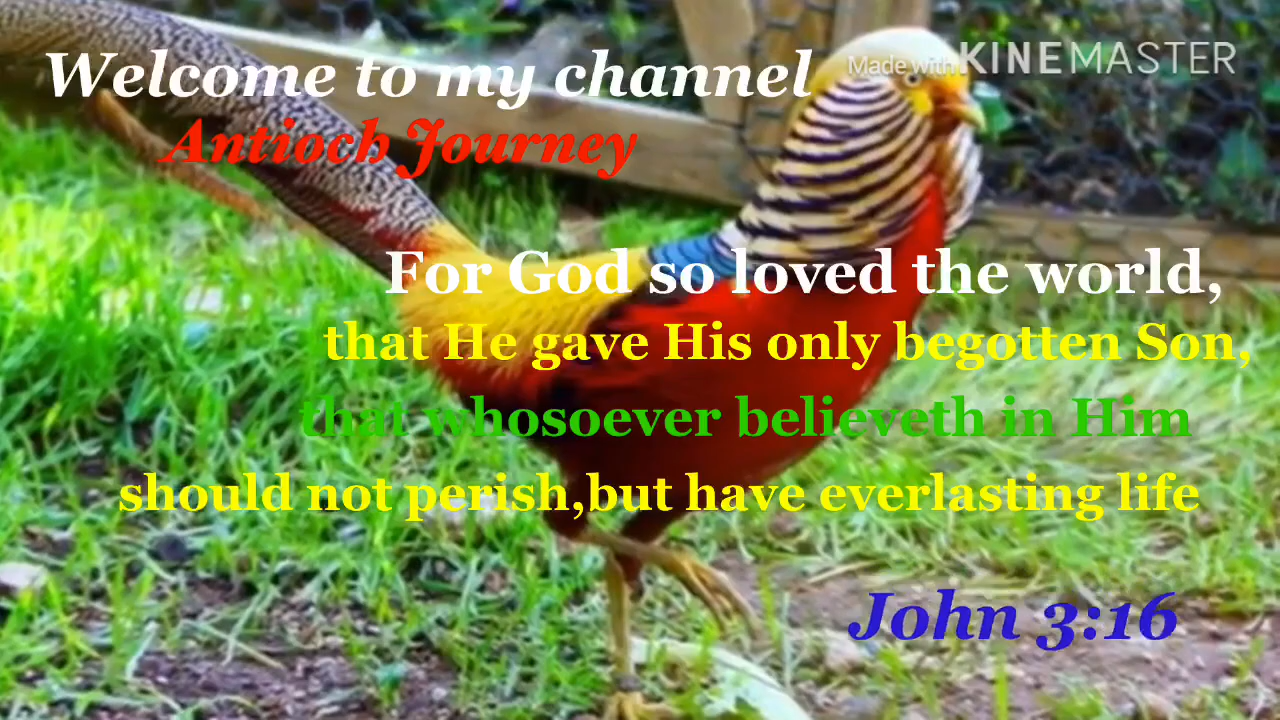 Welcome to my channel
Made with KINEMASTER
Antioch Journey
For God so loved the world,
that He gave His only begotten Son,
that whosoever believeth in Him
should not perish,but have everlasting life
John 3:16